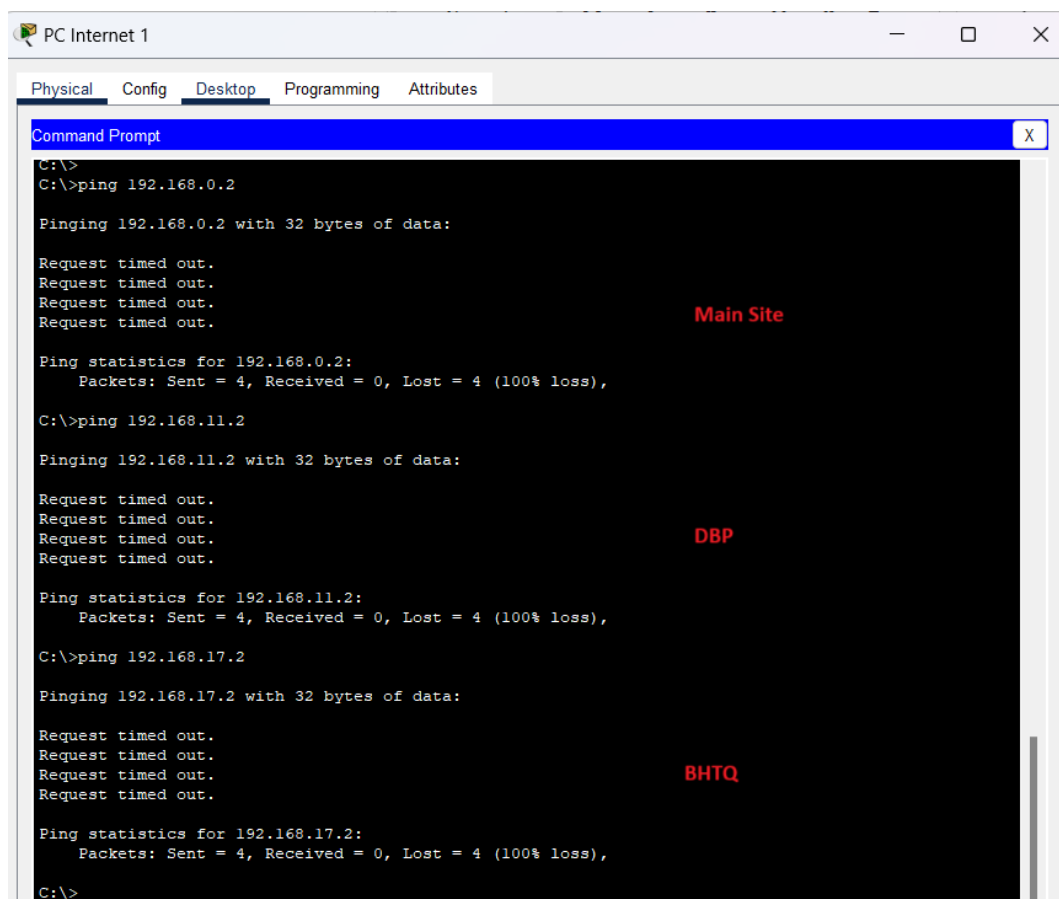 PC Internet 1
Physical Config Desktop Programming Attributes
Command Prompt X
C:\>
C:\>ping 192.168.0.2
Pinging 192.168.0.2 with 32 bytes of data:
Request timed out.
Request timed out.
Request timed out.
Request timed out.
Main Site
Ping statistics for 192.168.0.2:
Packets: Sent = 4, Received = 0, Lost = 4 (100% loss),
C:\>ping 192.168.11.2
Pinging 192.168.11.2 with 32 bytes of data:
Request timed out.
Request timed out.
Request timed out.
Request timed out.
DBP
Ping statistics for 192.168.11.2:
Packets: Sent = 4, Received = 0, Lost = 4 (100% loss),
C:\>ping 192.168.17.2
Pinging 192.168.17.2 with 32 bytes of data:
Request timed out.
Request timed out.
Request timed out.
Request timed out.
BHTQ
Ping statistics for 192.168.17.2:
Packets: Sent = 4, Received = 0, Lost = 4 (100% loss),
C:\>